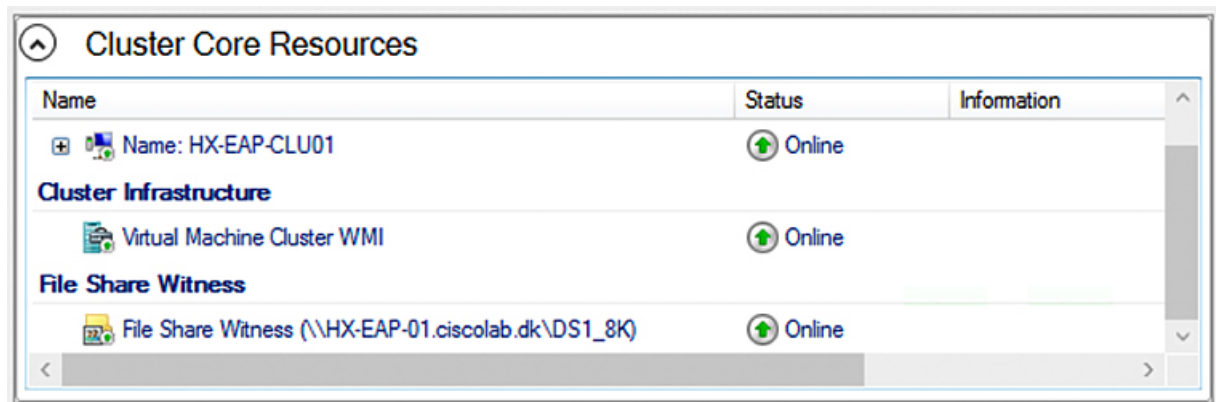 Cluster Core Resources
Name Status Information
Name: HX-EAP-CLU01 Online
Cluster Infrastructure
Virtual Machine Cluster WMI Online
File Share Witness
File Share Witness (\\HX-EAP-01.ciscolab.dk\DS1_8K) Online